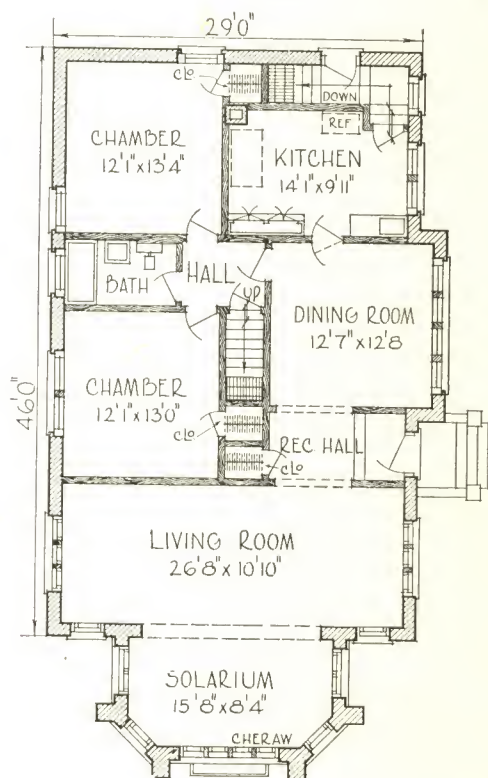 29'0"
CLO
DOWN
REF
CHAMBER
12'1"x13'4"
KITCHEN
14'1"x9'11"
BATH
HALL
UP
DINING ROOM
12'7"x12'8
46'0"
CHAMBER
12'1"x13'0"
CLO
REC HALL
CLO
LIVING ROOM
26'8"x10'10"
SOLARIUM
15'8"x8'4"
CHERAW